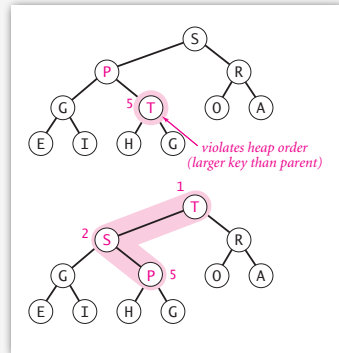 S
P R
G 5 T O A
E I H G
violates heap order
(larger key than parent)
1
T
2 S R
G P 5 O A
E I H G